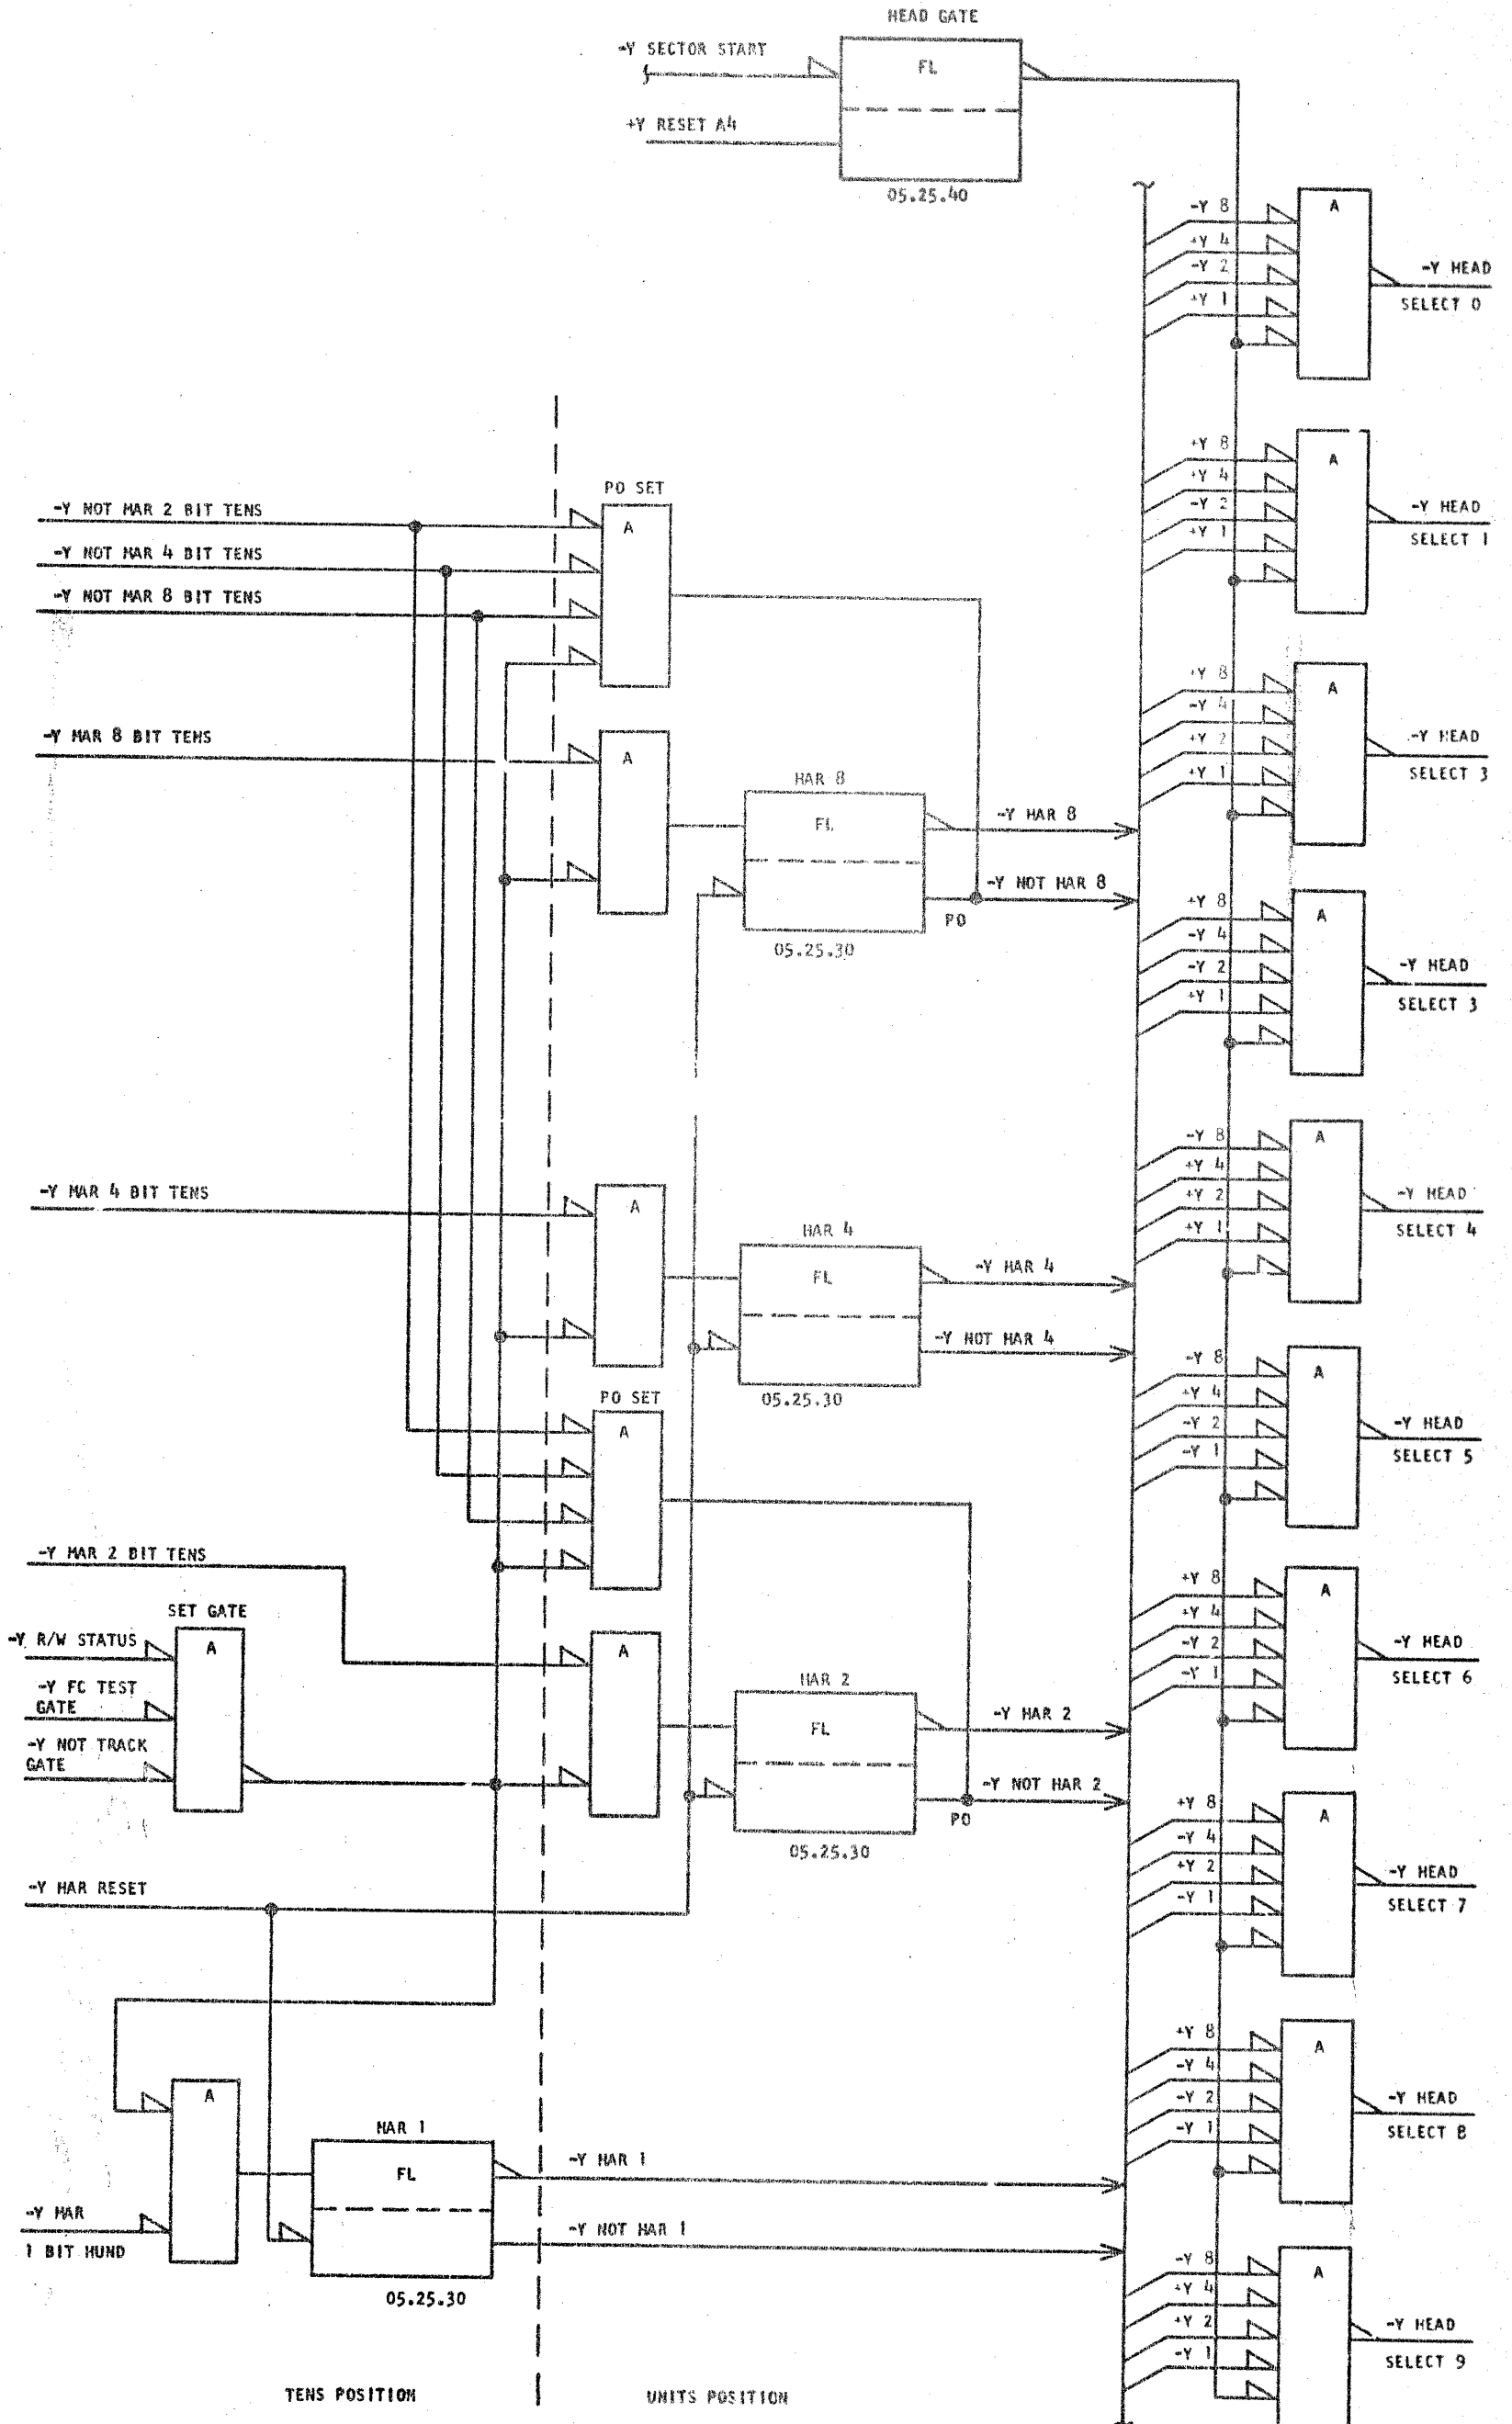 HEAD GATE
-Y SECTOR START
FL
+Y RESET A4
05.25.40
-Y 8
+Y 4
-Y 2
+Y 1
A
-Y HEAD
SELECT 0
+Y 8
+Y 4
-Y 2
+Y 1
A
-Y HEAD
SELECT 1
+Y 8
-Y 4
+Y 2
+Y 1
A
-Y HEAD
SELECT 3
+Y 8
-Y 4
-Y 2
+Y 1
A
-Y HEAD
SELECT 3
-Y 8
+Y 4
+Y 2
+Y 1
A
-Y HEAD
SELECT 4
-Y 8
+Y 4
-Y 2
-Y 1
A
-Y HEAD
SELECT 5
+Y 8
+Y 4
-Y 2
-Y 1
A
-Y HEAD
SELECT 6
+Y 8
-Y 4
+Y 2
-Y 1
A
-Y HEAD
SELECT 7
+Y 8
-Y 4
-Y 2
-Y 1
A
-Y HEAD
SELECT 8
-Y 8
+Y 4
+Y 2
-Y 1
A
-Y HEAD
SELECT 9
PO SET
A
-Y NOT MAR 2 BIT TENS
-Y NOT MAR 4 BIT TENS
-Y NOT MAR 8 BIT TENS
-Y MAR 8 BIT TENS
A
HAR 8
FL
-Y HAR 8
-Y NOT HAR 8
PO
05.25.30
-Y MAR 4 BIT TENS
A
HAR 4
FL
-Y HAR 4
-Y NOT HAR 4
05.25.30
PO SET
A
-Y MAR 2 BIT TENS
SET GATE
A
-Y R/W STATUS
-Y FC TEST
GATE
-Y NOT TRACK
GATE
A
HAR 2
FL
-Y HAR 2
-Y NOT HAR 2
PO
05.25.30
-Y HAR RESET
A
HAR 1
FL
-Y HAR 1
-Y NOT HAR 1
-Y MAR
1 BIT HUND
05.25.30
TENS POSITION
UNITS POSITION